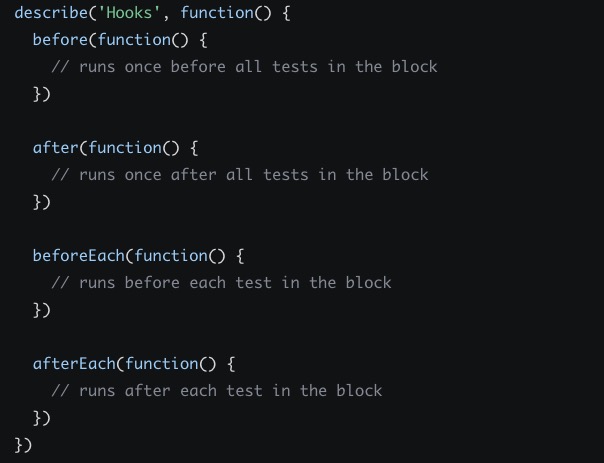 describe('Hooks', function() {
  before(function() {
    // runs once before all tests in the block
  })

  after(function() {
    // runs once after all tests in the block
  })

  beforeEach(function() {
    // runs before each test in the block
  })

  afterEach(function() {
    // runs after each test in the block
  })
})